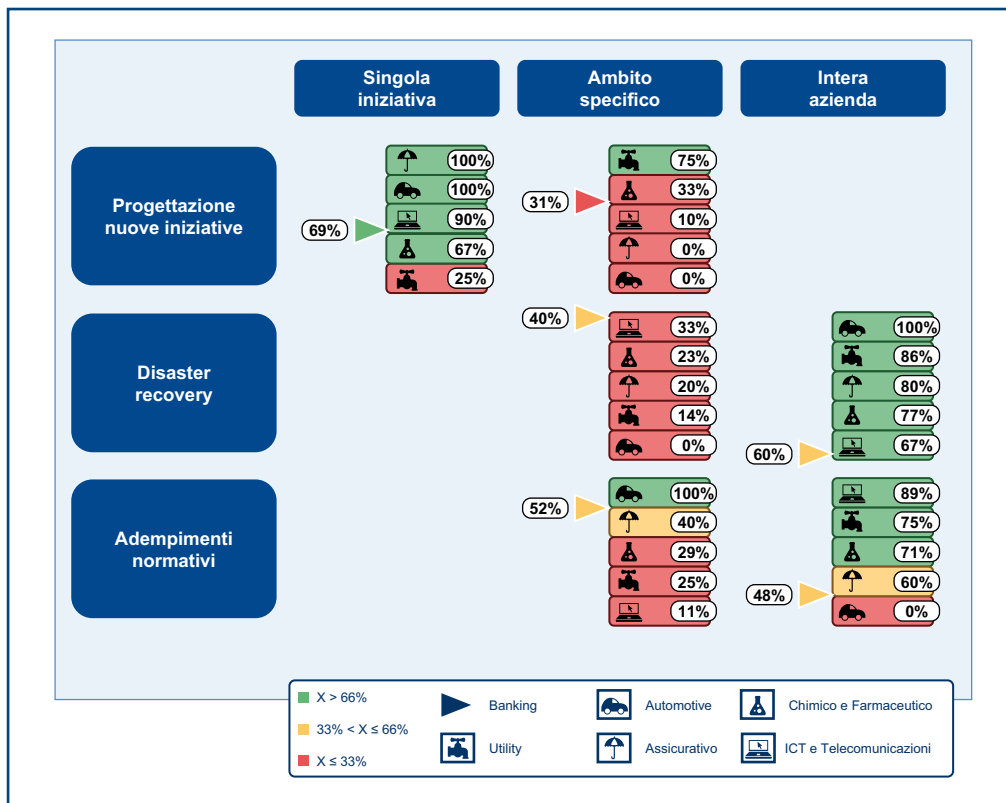 Singola
iniziativa
Ambito
specifico
Intera
azienda
Progettazione
nuove iniziative
69%
100%
100%
90%
67%
25%
31%
75%
33%
10%
0%
0%
Disaster
recovery
40%
33%
23%
20%
14%
0%
60%
100%
86%
80%
77%
67%
Adempimenti
normativi
52%
100%
40%
29%
25%
11%
48%
89%
75%
71%
60%
0%
X > 66%
33% < X ≤ 66%
X ≤ 33%
Banking
Automotive
Chimico e Farmaceutico
Utility
Assicurativo
ICT e Telecomunicazioni